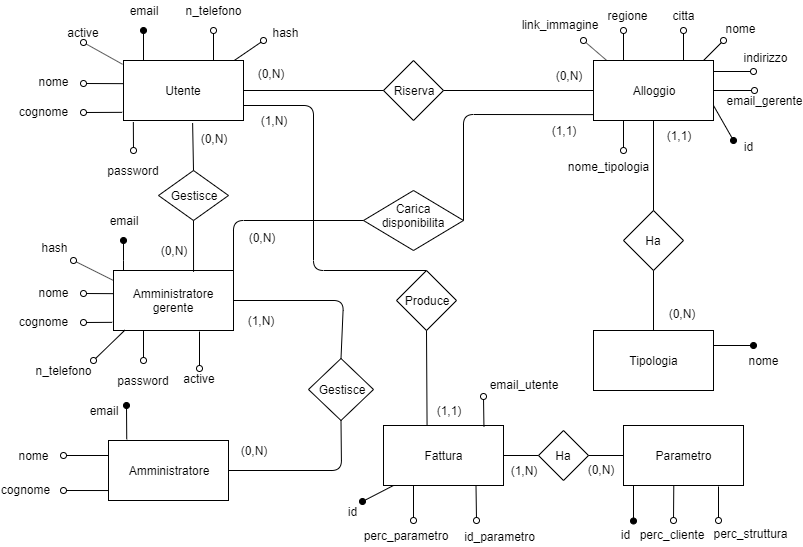 email
n_telefono
active
hash
link_immagine
regione
citta
nome
nome
(0,N)
(0,N)
indirizzo
Utente
Riserva
Alloggio
email_gerente
cognome
(1,N)
(1,1)
(1,1)
(0,N)
id
password
nome_tipologia
Gestisce
Carica
disponibilita
email
(0,N)
Ha
hash
(0,N)
nome
Amministratore
gerente
Produce
cognome
(1,N)
(0,N)
n_telefono
password
active
Tipologia
nome
Gestisce
email_utente
email
(1,1)
nome
(0,N)
Fattura
Ha
Parametro
Amministratore
(1,N)
(0,N)
cognome
id
perc_parametro
id_parametro
id
perc_cliente
perc_struttura